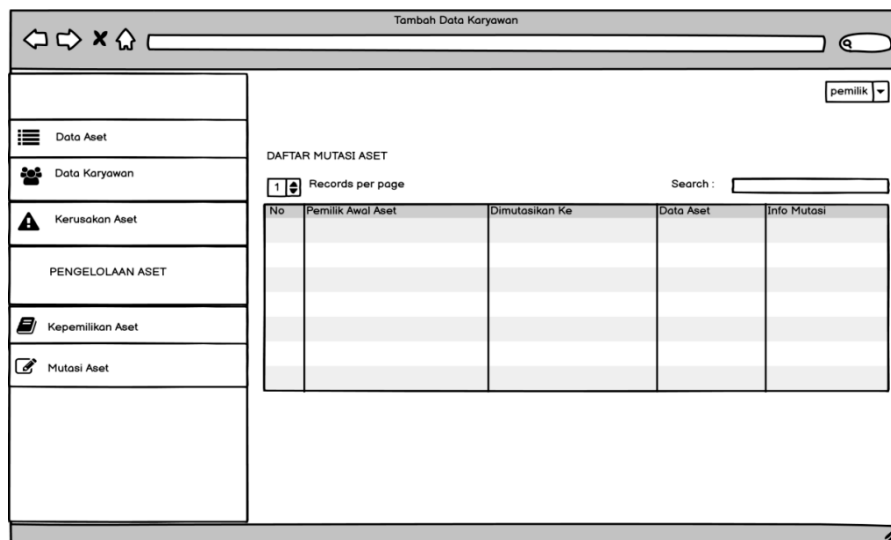 Tambah Data Karyawan
pemilik
Data Aset
Data Karyawan
Kerusakan Aset
PENGELOLAAN ASET
Kepemilikan Aset
Mutasi Aset
DAFTAR MUTASI ASET
1 Records per page
Search :
No Pemilik Awal Aset Dimutasikan Ke Data Aset Info Mutasi